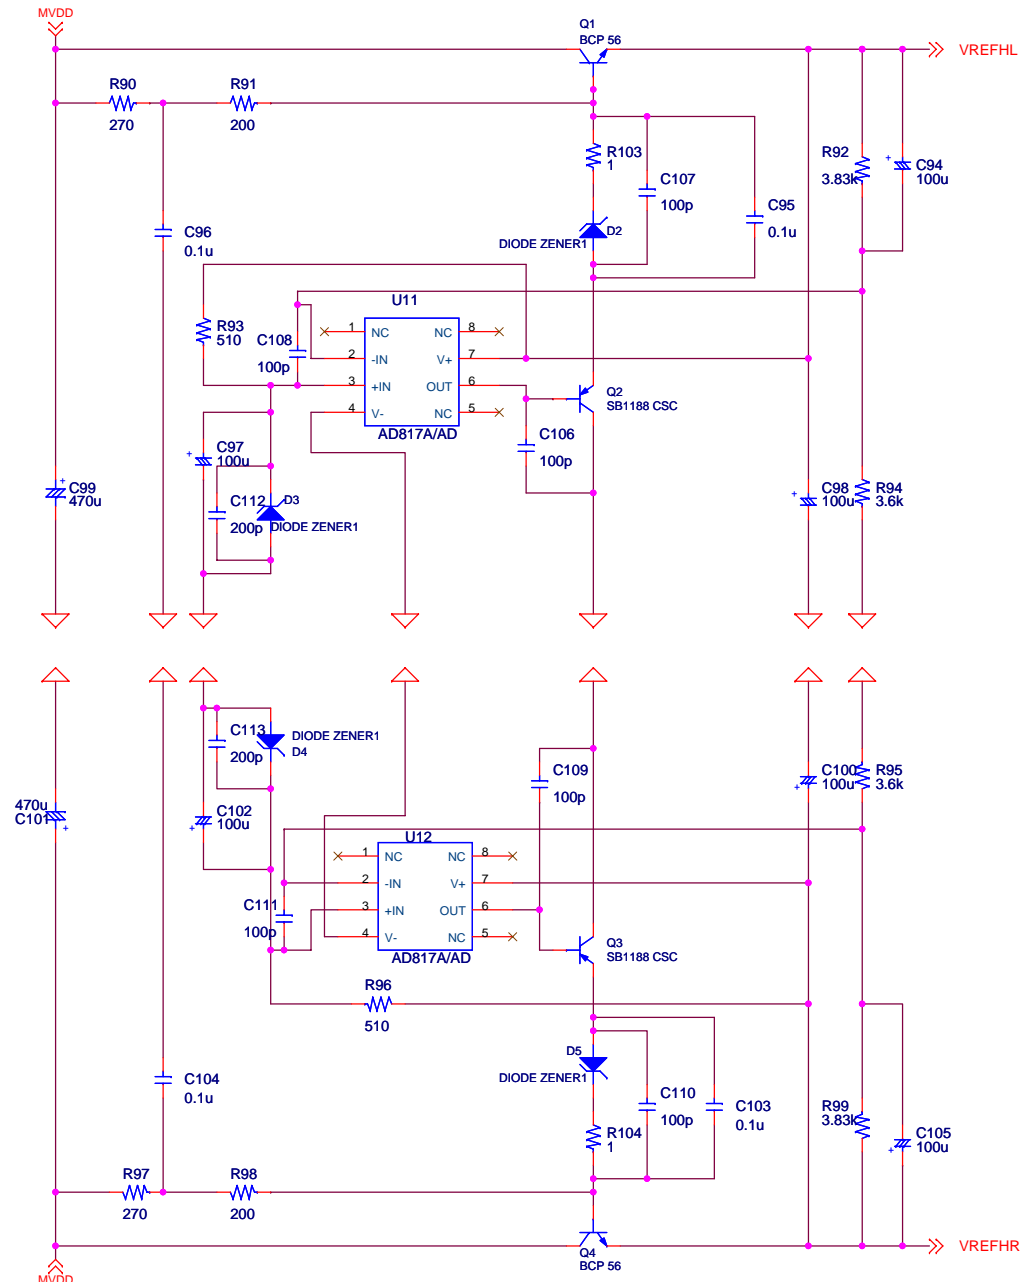 MVDD
Q1
BCP 56
VREFHL
R90
270
R91
200
R103
1
C107
100p
R92
3.83k
C94
100u
C95
0.1u
C96
0.1u
D2
DIODE ZENER1
U11
R93
510
C108
100p
1
NC
NC
8
2
-IN
V+
7
3
+IN
OUT
6
4
V-
NC
5
AD817A/AD
Q2
SB1188 CSC
C106
100p
C97
100u
C99
470u
C112
200p
D3
DIODE ZENER1
C98
100u
R94
3.6k
C113
200p
DIODE ZENER1
D4
C109
100p
C100
100u
R95
3.6k
470u
C101
C102
100u
U12
1
NC
NC
8
2
-IN
V+
7
3
+IN
OUT
6
4
V-
NC
5
AD817A/AD
C111
100p
Q3
SB1188 CSC
R96
510
D5
DIODE ZENER1
C104
0.1u
C110
100p
C103
0.1u
R99
3.83k
C105
100u
R104
1
R97
270
R98
200
Q4
BCP 56
VREFHR
MVDD